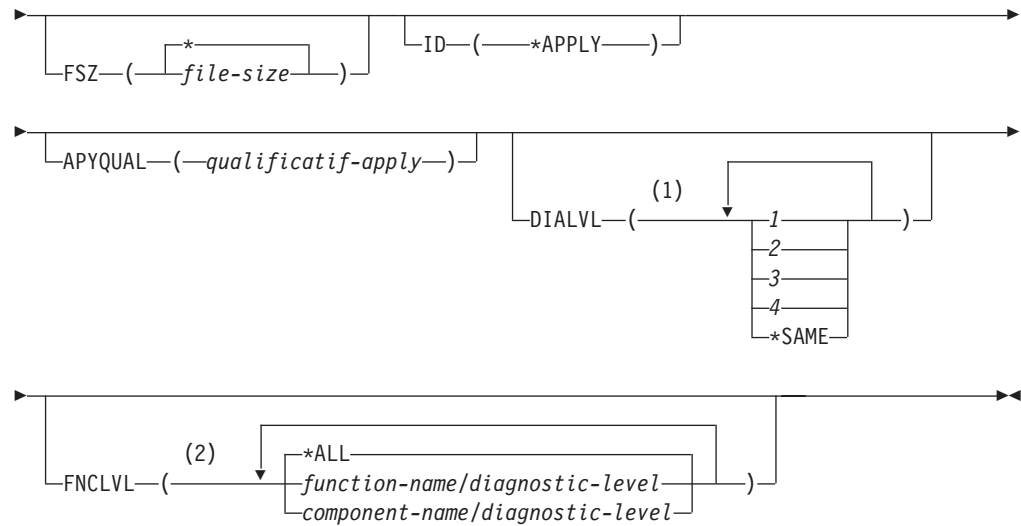 *
FSZ ( file-size )
ID ( *APPLY )
APYQUAL ( qualificatif-apply )
(1)
DIALVL ( 1 )
2
3
4
*SAME
(2)
*ALL
FNCLVL ( function-name/diagnostic-level )
component-name/diagnostic-level